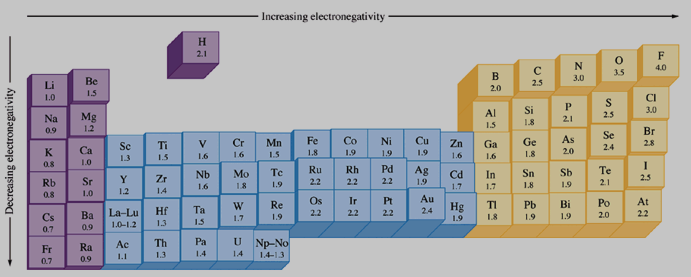 Increasing electronegativity
Decreasing electronegativity
H
2.1
Li
1.0
Be
1.5
B
2.0
C
2.5
N
3.0
O
3.5
F
4.0
Na
0.9
Mg
1.2
Al
1.5
Si
1.8
P
2.1
S
2.5
Cl
3.0
K
0.8
Ca
1.0
Sc
1.3
Ti
1.5
V
1.6
Cr
1.6
Mn
1.5
Fe
1.8
Co
1.9
Ni
1.9
Cu
1.9
Zn
1.6
Ga
1.6
Ge
1.8
As
2.0
Se
2.4
Br
2.8
Rb
0.8
Sr
1.0
Y
1.2
Zr
1.4
Nb
1.6
Mo
1.8
Tc
1.9
Ru
2.2
Rh
2.2
Pd
2.2
Ag
1.9
Cd
1.7
In
1.7
Sn
1.8
Sb
1.9
Te
2.1
I
2.5
Cs
0.7
Ba
0.9
La–Lu
1.0–1.2
Hf
1.3
Ta
1.5
W
1.7
Re
1.9
Os
2.2
Ir
2.2
Pt
2.2
Au
2.4
Hg
1.9
Tl
1.8
Pb
1.9
Bi
1.9
Po
2.0
At
2.2
Fr
0.7
Ra
0.9
Ac
1.1
Th
1.3
Pa
1.4
U
1.4
Np–No
1.4–1.3